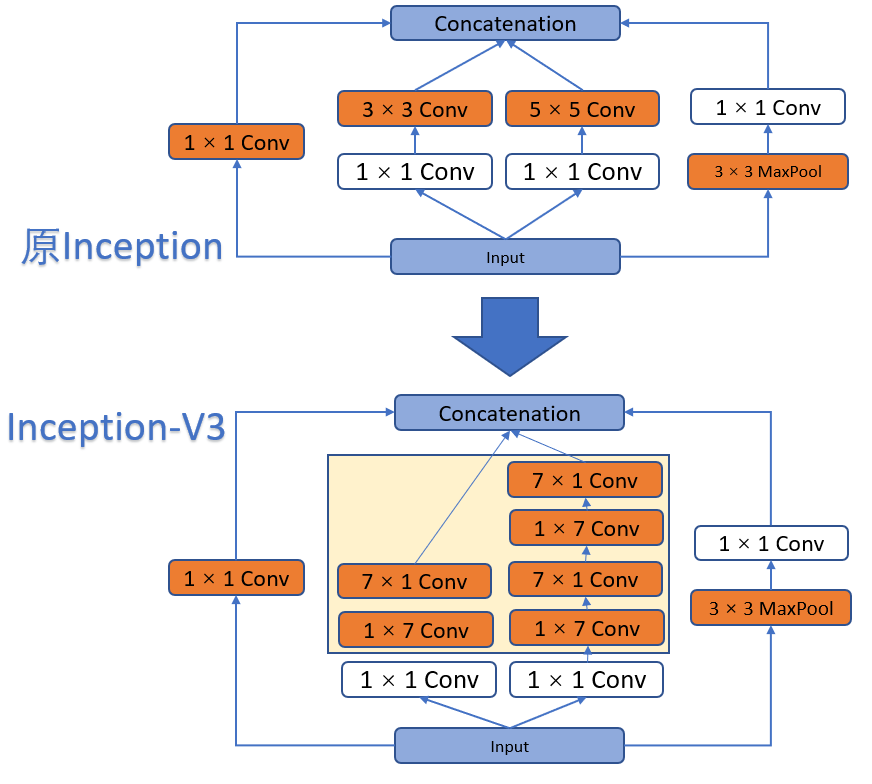 Concatenation
3 × 3 Conv
5 × 5 Conv
1 × 1 Conv
1 × 1 Conv
1 × 1 Conv
1 × 1 Conv
3 × 3 MaxPool
原Inception
Input
Concatenation
Inception-V3
7 × 1 Conv
1 × 7 Conv
1 × 1 Conv
1 × 1 Conv
7 × 1 Conv
7 × 1 Conv
3 × 3 MaxPool
1 × 7 Conv
1 × 7 Conv
1 × 1 Conv
1 × 1 Conv
Input